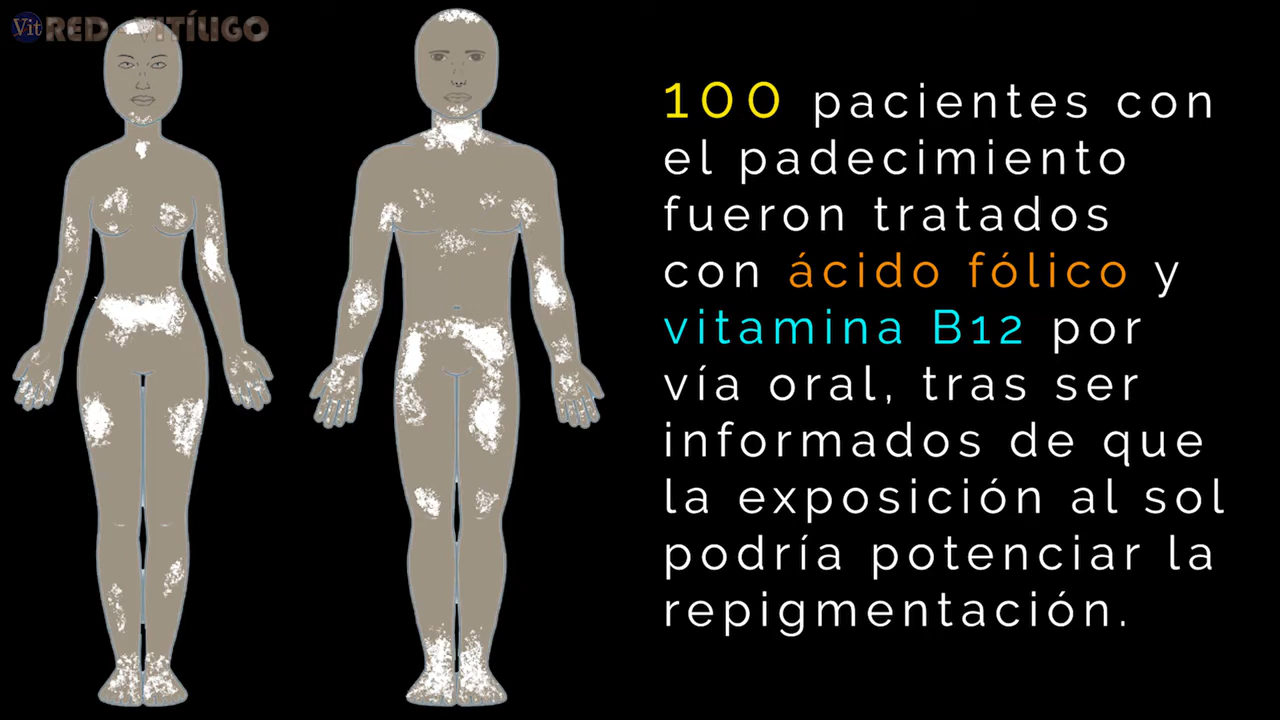 Vit RED - VITÍLIGO
100 pacientes con
el padecimiento
fueron tratados
con ácido fólico y
vitamina B12 por
vía oral, tras ser
informados de que
la exposición al sol
podría potenciar la
repigmentación.